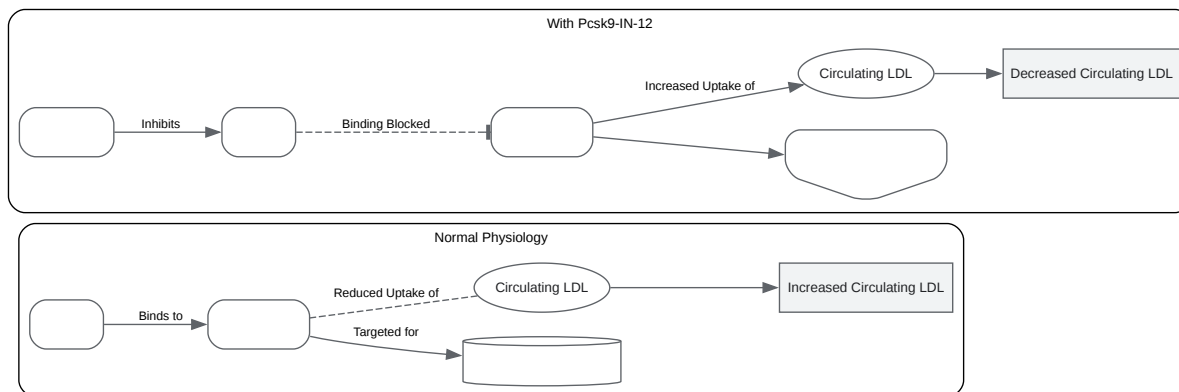 With Pcsk9-IN-12
Circulating LDL
Decreased Circulating LDL
Increased Uptake of
Inhibits
Binding Blocked
Normal Physiology
Circulating LDL
Increased Circulating LDL
Reduced Uptake of
Binds to
Targeted for